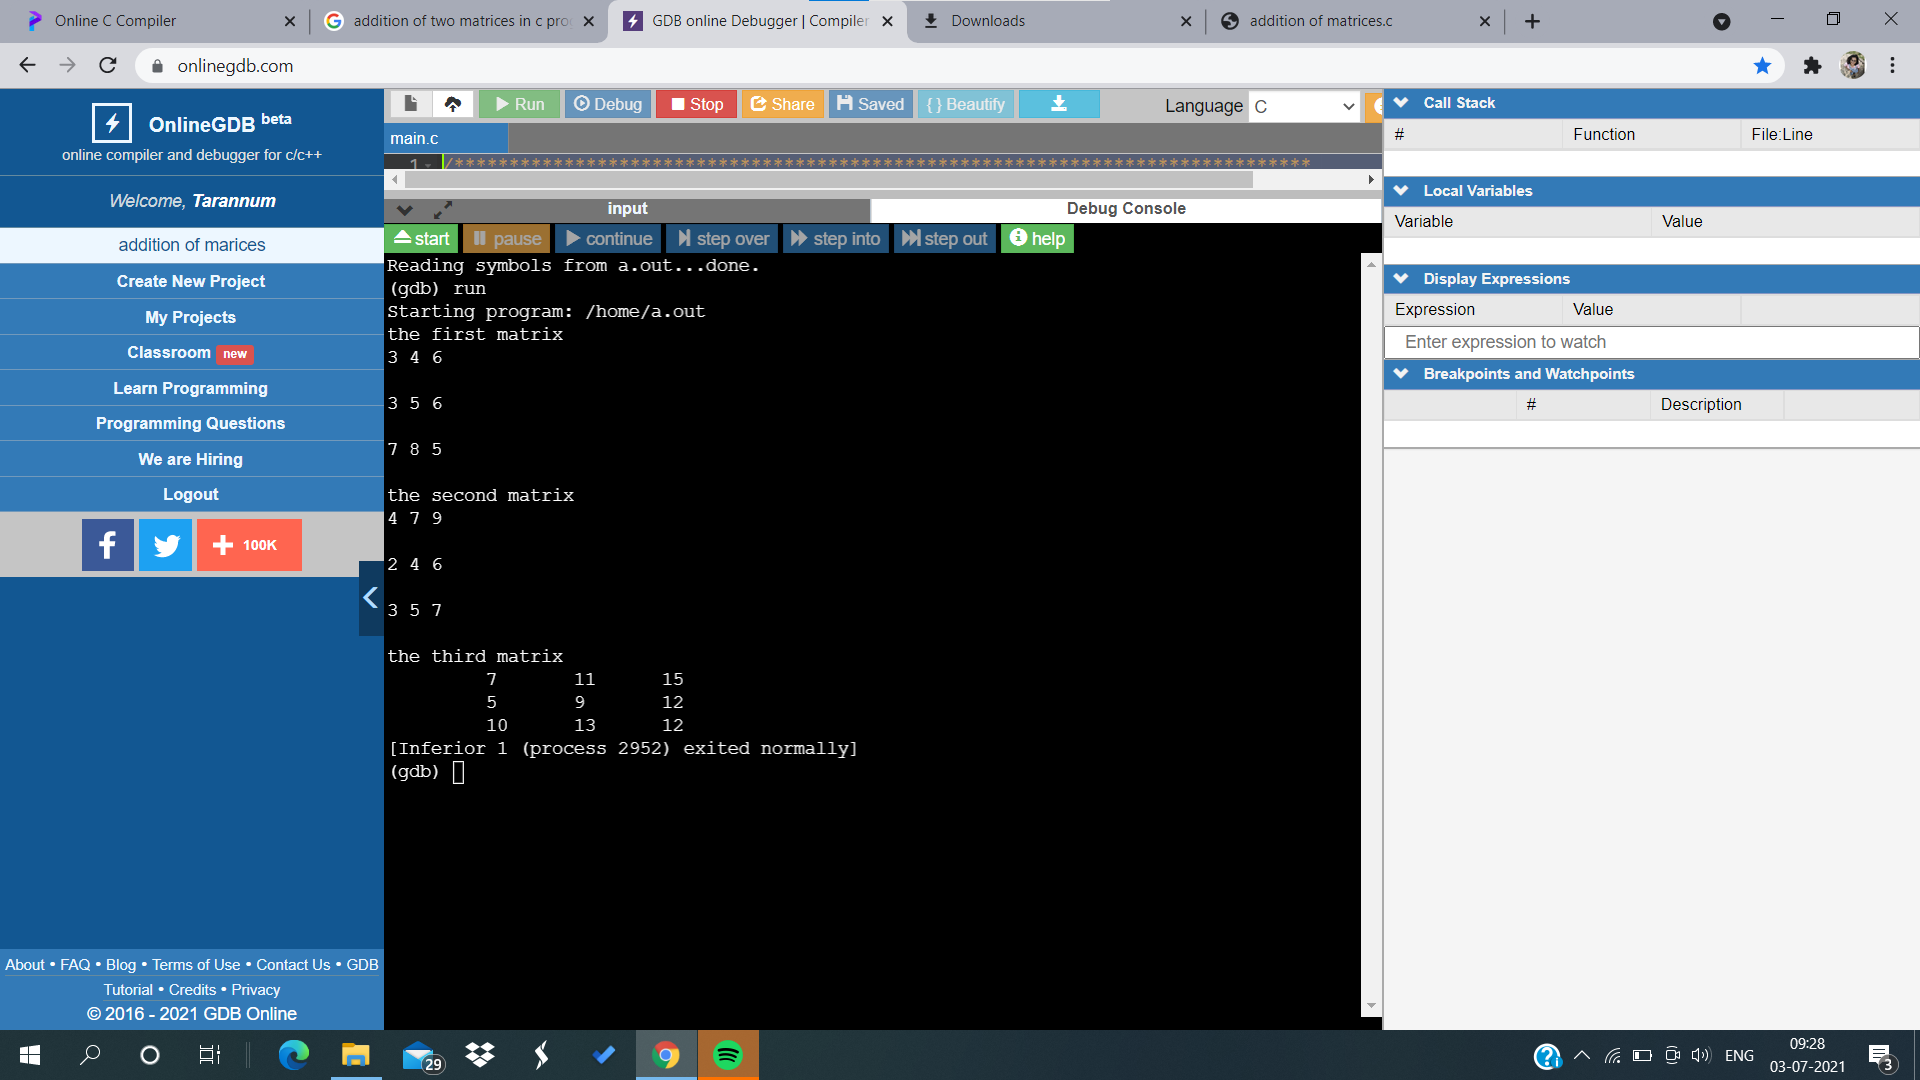 Online C Compiler
addition of two matrices in c pro
GDB online Debugger | Compiler
Downloads
addition of matrices.c
onlinegdb.com
OnlineGDB beta
online compiler and debugger for c/c++
Welcome, Tarannum
addition of marices
Create New Project
My Projects
Classroom new
Learn Programming
Programming Questions
We are Hiring
Logout
100K
About • FAQ • Blog • Terms of Use • Contact Us • GDB
Tutorial • Credits • Privacy
© 2016 - 2021 GDB Online
Run
Debug
Stop
Share
Saved
{} Beautify
Language C
main.c
1 /******************************************************************************
input
Debug Console
start
pause
continue
step over
step into
step out
help
Reading symbols from a.out...done.
(gdb) run
Starting program: /home/a.out
the first matrix
3 4 6
3 5 6
7 8 5
the second matrix
4 7 9
2 4 6
3 5 7
the third matrix
7 11 15
5 9 12
10 13 12
[Inferior 1 (process 2952) exited normally]
(gdb)
Call Stack
# Function File:Line
Local Variables
Variable Value
Display Expressions
Expression Value
Enter expression to watch
Breakpoints and Watchpoints
# Description
29
ENG
09:28
03-07-2021
3